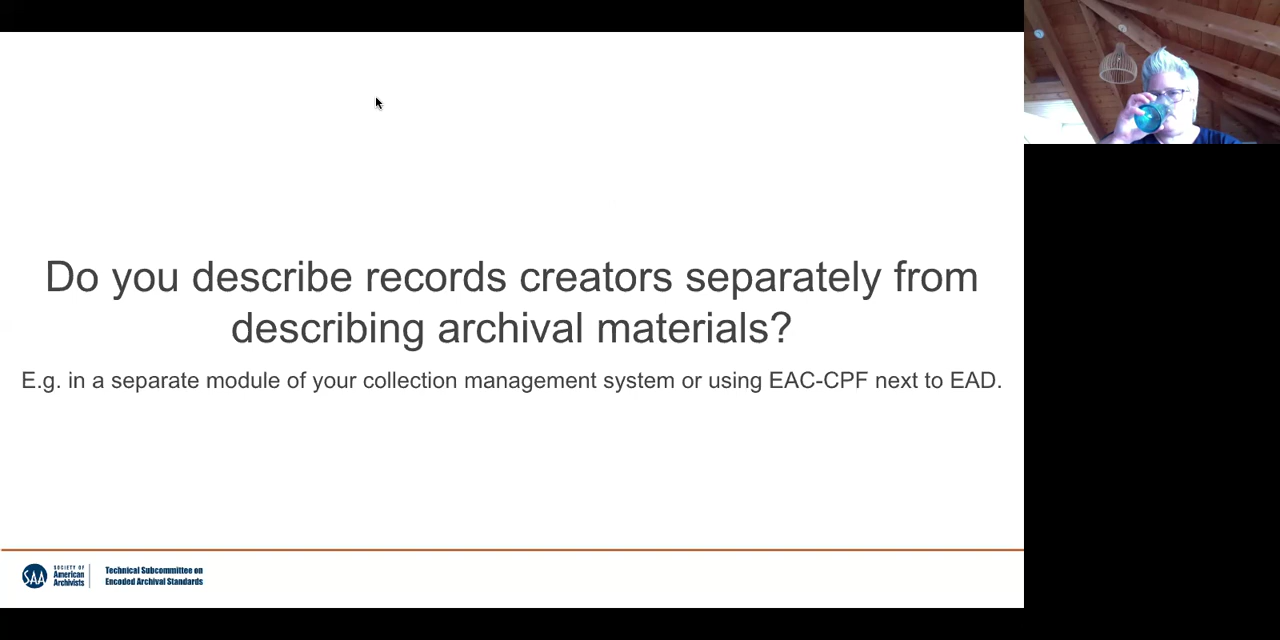 Do you describe records creators separately from
describing archival materials?
E.g. in a separate module of your collection management system or using EAC-CPF next to EAD.
SAA
SOCIETY OF
American
Archivists
Technical Subcommittee on
Encoded Archival Standards